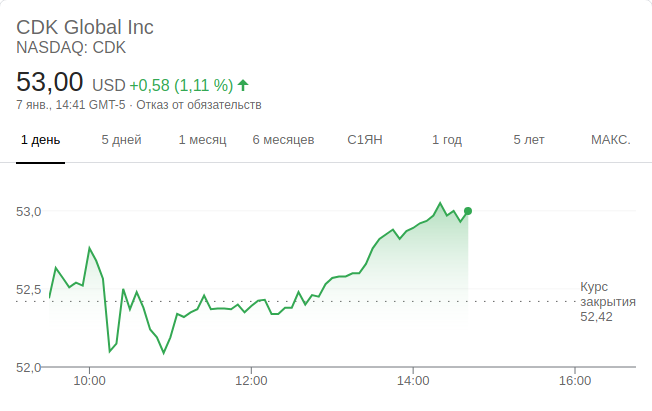 CDK Global Inc
NASDAQ: CDK
53,00 USD +0,58 (1,11 %)
7 янв., 14:41 GMT-5 · Отказ от обязательств
1 день 5 дней 1 месяц 6 месяцев С1ЯН 1 год 5 лет МАКС.
53,0
52,5
Курс
закрытия
52,42
52,0
10:00 12:00 14:00 16:00